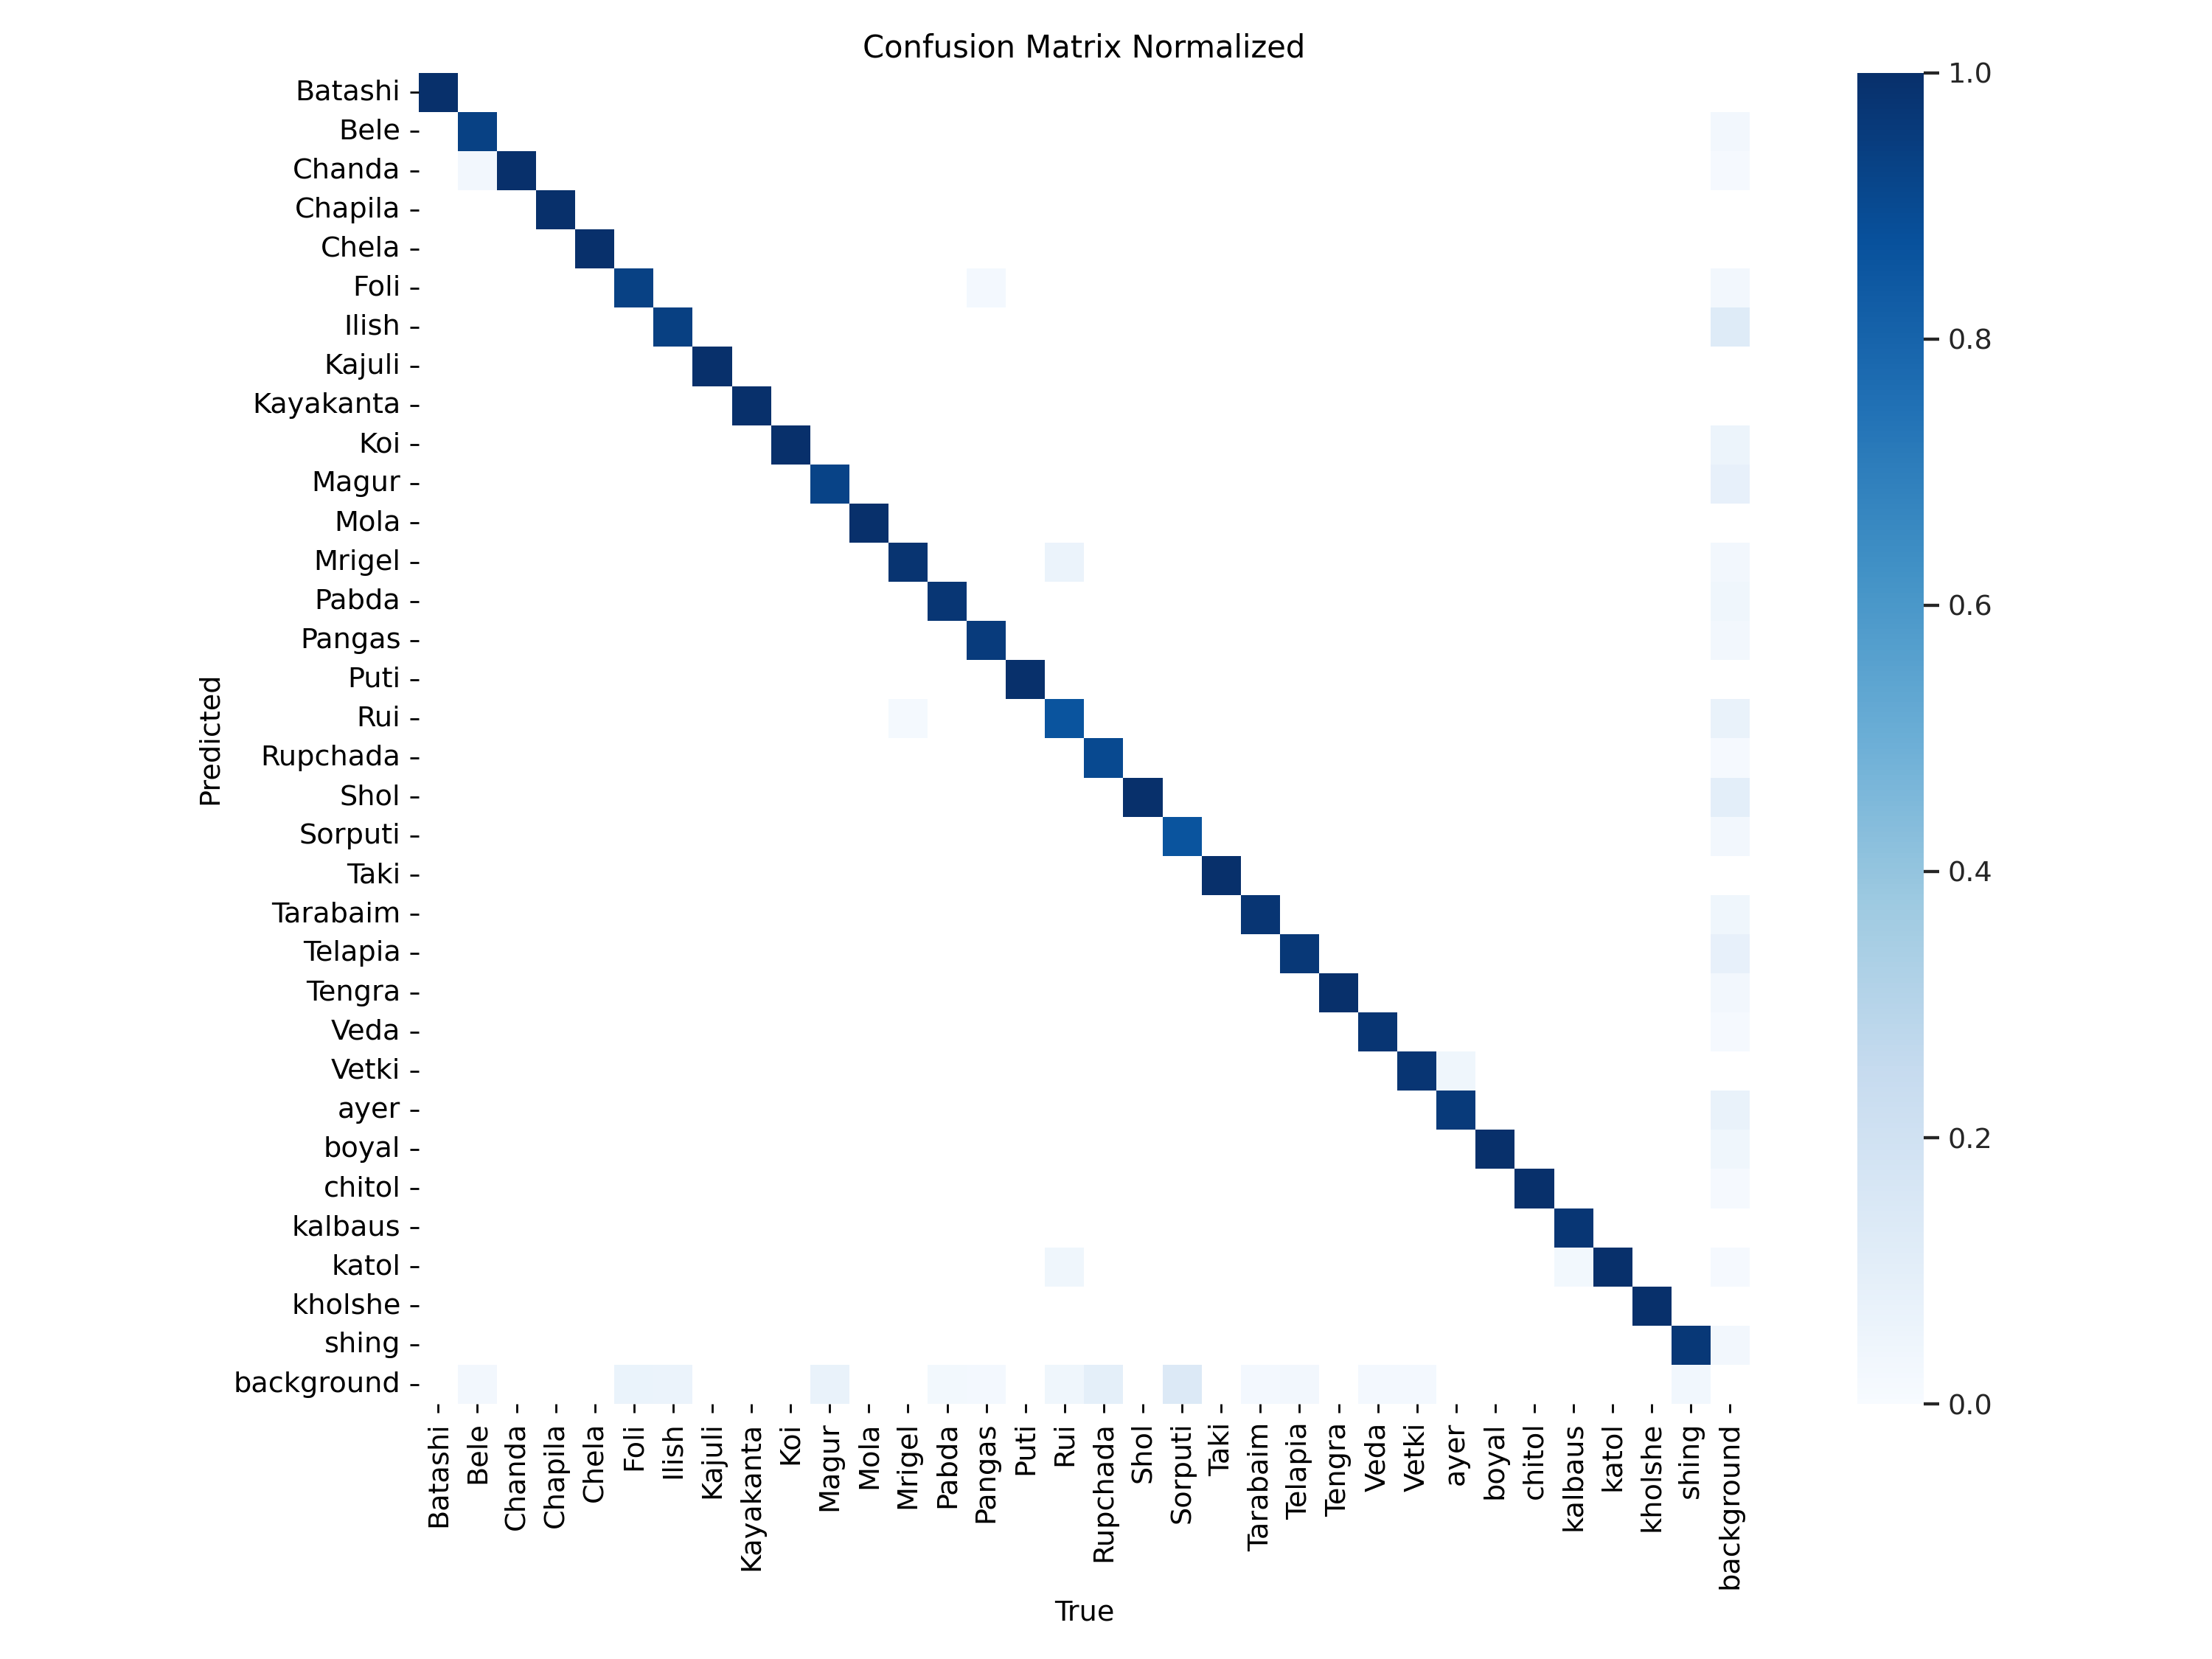 Confusion Matrix Normalized
Batashi
Bele
Chanda
Chapila
Chela
Foli
Ilish
Kajuli
Kayakanta
Koi
Magur
Mola
Mrigel
Pabda
Pangas
Puti
Rui
Rupchada
Shol
Sorputi
Taki
Tarabaim
Telapia
Tengra
Veda
Vetki
ayer
boyal
chitol
kalbaus
katol
kholshe
shing
background
Predicted
Batashi
Bele
Chanda
Chapila
Chela
Foli
Ilish
Kajuli
Kayakanta
Koi
Magur
Mola
Mrigel
Pabda
Pangas
Puti
Rui
Rupchada
Shol
Sorputi
Taki
Tarabaim
Telapia
Tengra
Veda
Vetki
ayer
boyal
chitol
kalbaus
katol
kholshe
shing
background
True
1.0
0.8
0.6
0.4
0.2
0.0